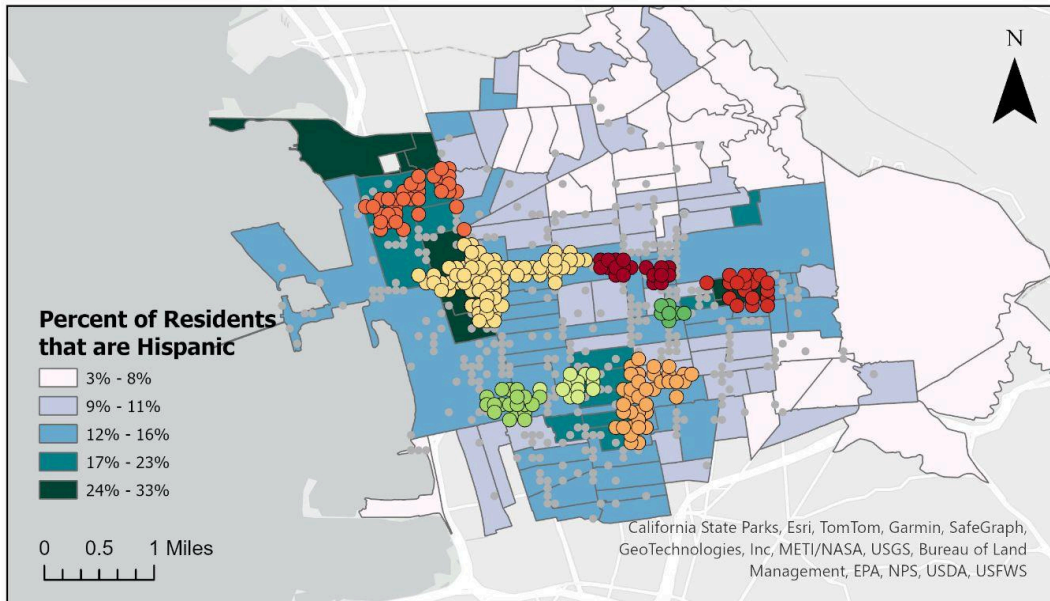 N
Percent of Residents
that are Hispanic
3% - 8%
9% - 11%
12% - 16%
17% - 23%
24% - 33%
0 0.5 1 Miles
California State Parks, Esri, TomTom, Garmin, SafeGraph,
GeoTechnologies, Inc, METI/NASA, USGS, Bureau of Land
Management, EPA, NPS, USDA, USFWS